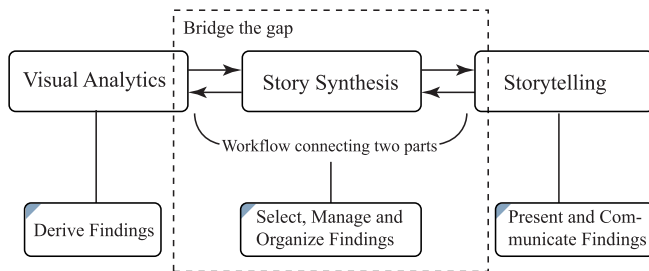 Bridge the gap
Visual Analytics
Story Synthesis
Storytelling
Workflow connecting two parts
Derive Findings
Select, Manage and
Organize Findings
Present and Com-
municate Findings